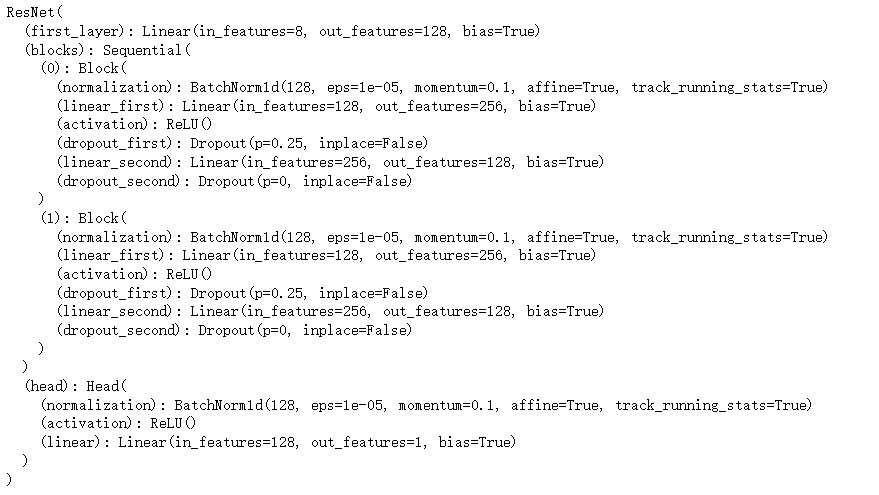 ResNet(
  (first_layer): Linear(in_features=8, out_features=128, bias=True)
  (blocks): Sequential(
    (0): Block(
      (normalization): BatchNorm1d(128, eps=1e-05, momentum=0.1, affine=True, track_running_stats=True)
      (linear_first): Linear(in_features=128, out_features=256, bias=True)
      (activation): ReLU()
      (dropout_first): Dropout(p=0.25, inplace=False)
      (linear_second): Linear(in_features=256, out_features=128, bias=True)
      (dropout_second): Dropout(p=0, inplace=False)
    )
    (1): Block(
      (normalization): BatchNorm1d(128, eps=1e-05, momentum=0.1, affine=True, track_running_stats=True)
      (linear_first): Linear(in_features=128, out_features=256, bias=True)
      (activation): ReLU()
      (dropout_first): Dropout(p=0.25, inplace=False)
      (linear_second): Linear(in_features=256, out_features=128, bias=True)
      (dropout_second): Dropout(p=0, inplace=False)
    )
  )
  (head): Head(
    (normalization): BatchNorm1d(128, eps=1e-05, momentum=0.1, affine=True, track_running_stats=True)
    (activation): ReLU()
    (linear): Linear(in_features=128, out_features=1, bias=True)
  )
)